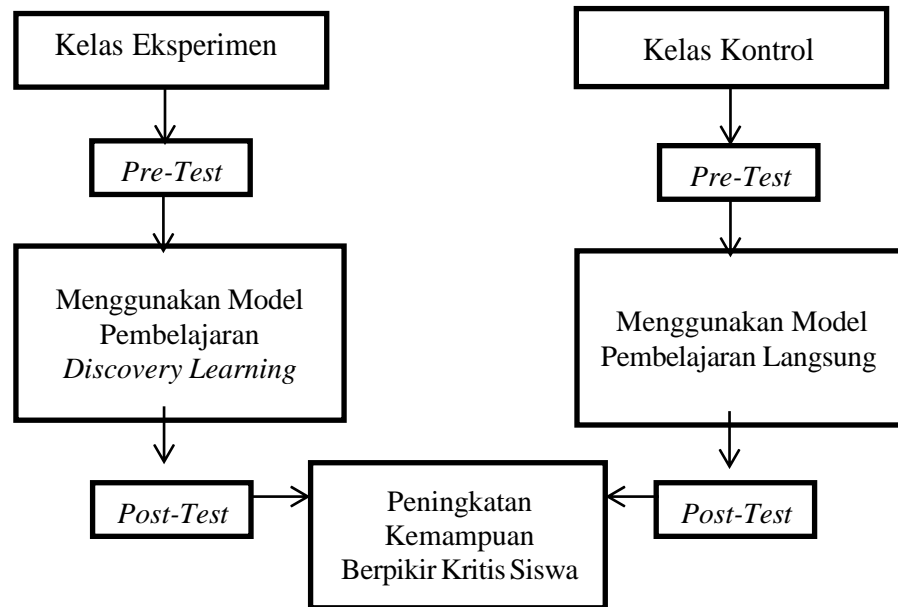 Kelas Eksperimen
Kelas Kontrol
Pre-Test
Pre-Test
Menggunakan Model
Pembelajaran
Discovery Learning
Menggunakan Model
Pembelajaran Langsung
Post-Test
Peningkatan
Kemampuan
Berpikir Kritis Siswa
Post-Test